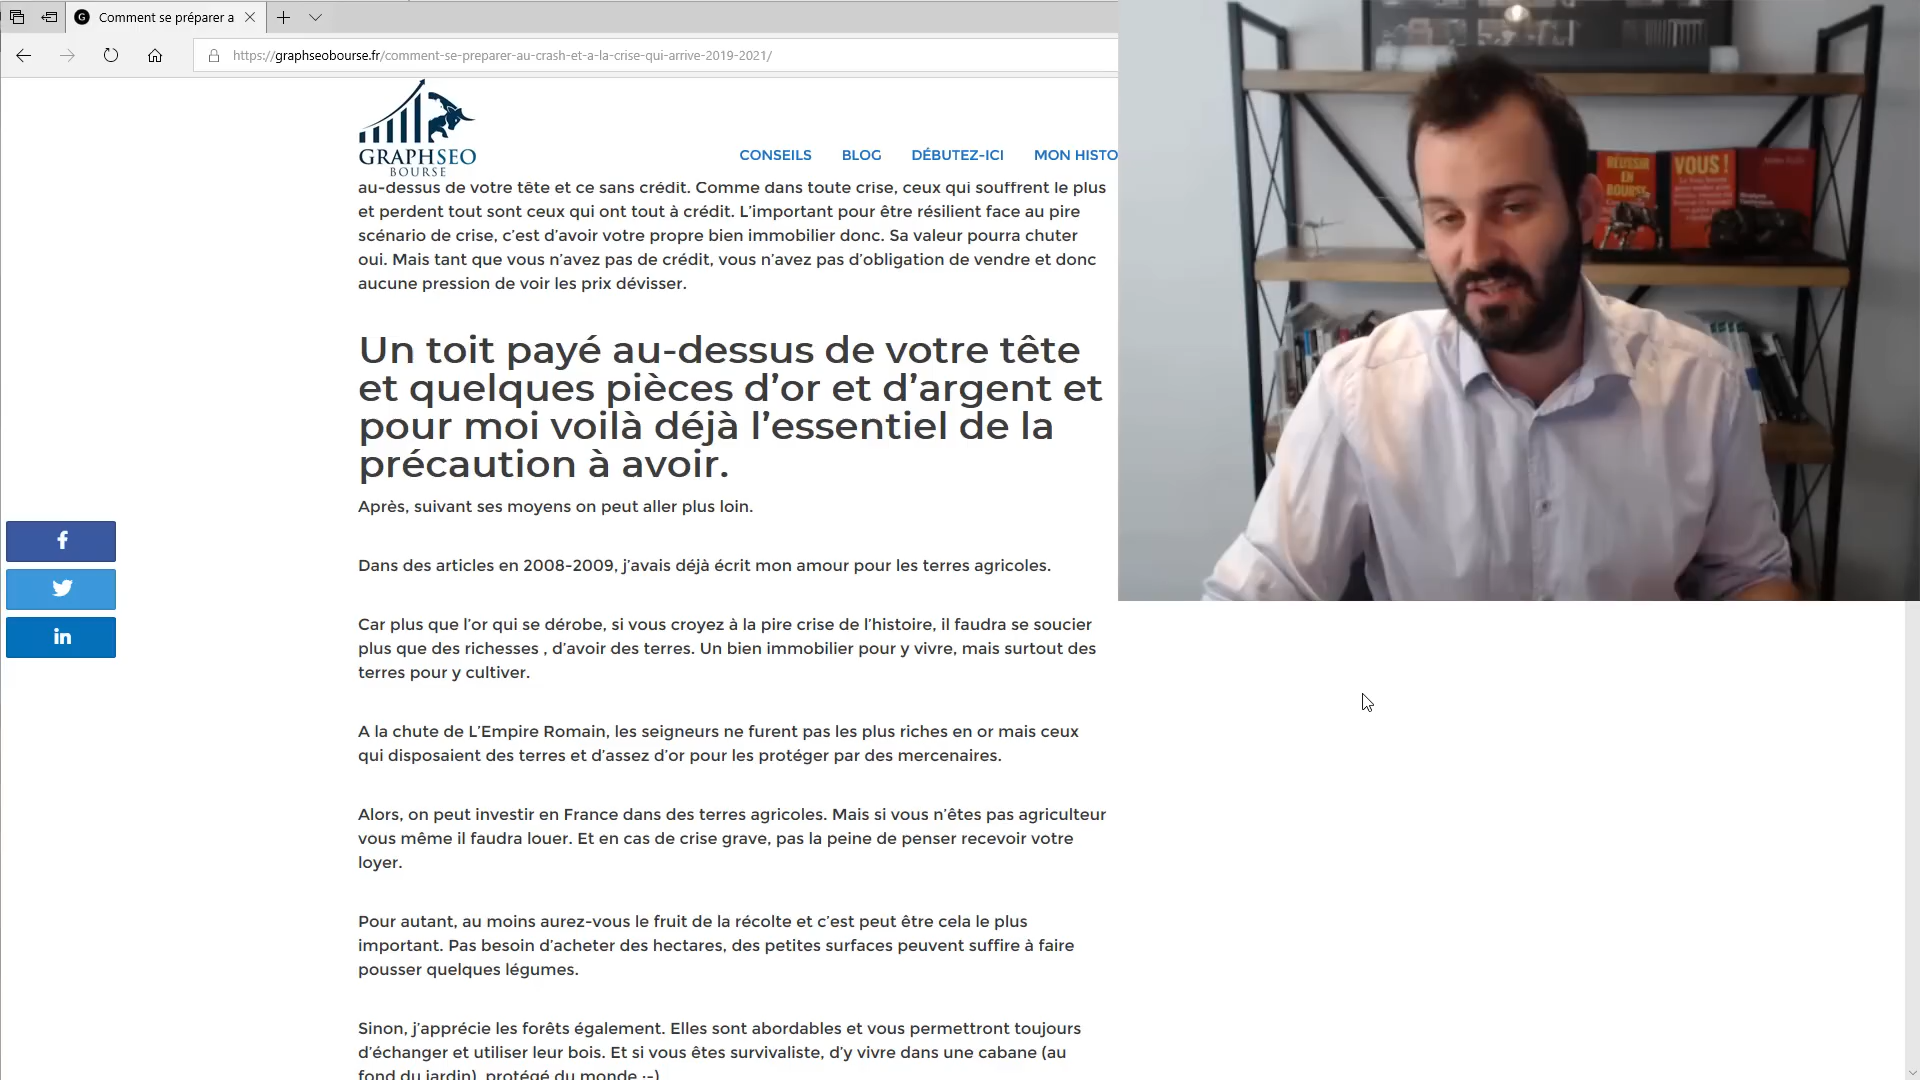 Comment se préparer a
https://graphseobourse.fr/comment-se-preparer-au-crash-et-a-la-crise-qui-arrive-2019-2021/
GRAPHSEO
BOURSE
CONSEILS BLOG DÉBUTEZ-ICI MON HISTO
au-dessus de votre tête et ce sans crédit. Comme dans toute crise, ceux qui souffrent le plus
et perdent tout sont ceux qui ont tout à crédit. L’important pour être résilient face au pire
scénario de crise, c’est d’avoir votre propre bien immobilier donc. Sa valeur pourra chuter
oui. Mais tant que vous n’avez pas de crédit, vous n’avez pas d’obligation de vendre et donc
aucune pression de voir les prix dévisser.
Un toit payé au-dessus de votre tête
et quelques pièces d’or et d’argent et
pour moi voilà déjà l’essentiel de la
précaution à avoir.
Après, suivant ses moyens on peut aller plus loin.
Dans des articles en 2008-2009, j’avais déjà écrit mon amour pour les terres agricoles.
Car plus que l’or qui se dérobe, si vous croyez à la pire crise de l’histoire, il faudra se soucier
plus que des richesses , d’avoir des terres. Un bien immobilier pour y vivre, mais surtout des
terres pour y cultiver.
A la chute de L’Empire Romain, les seigneurs ne furent pas les plus riches en or mais ceux
qui disposaient des terres et d’assez d’or pour les protéger par des mercenaires.
Alors, on peut investir en France dans des terres agricoles. Mais si vous n’êtes pas agriculteur
vous même il faudra louer. Et en cas de crise grave, pas la peine de penser recevoir votre
loyer.
Pour autant, au moins aurez-vous le fruit de la récolte et c’est peut être cela le plus
important. Pas besoin d’acheter des hectares, des petites surfaces peuvent suffire à faire
pousser quelques légumes.
Sinon, j’apprécie les forêts également. Elles sont abordables et vous permettront toujours
d’échanger et utiliser leur bois. Et si vous êtes survivaliste, d’y vivre dans une cabane (au
fond du jardin), protégé du monde :-)
RÉUSSIR
EN
BOURSE
VOUS !